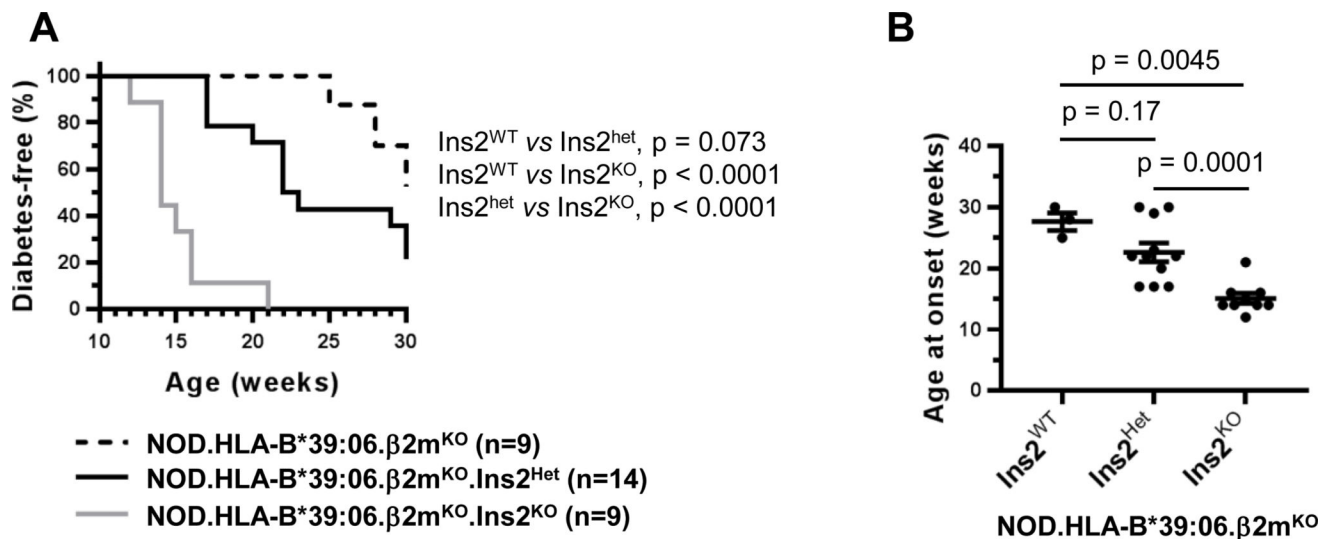 A
Diabetes-free (%)
100
80
60
40
20
0
10 15 20 25 30
Age (weeks)
Ins2WT vs Ins2het, p = 0.073
Ins2WT vs Ins2KO, p < 0.0001
Ins2het vs Ins2KO, p < 0.0001
NOD.HLA-B*39:06.β2mKO (n=9)
NOD.HLA-B*39:06.β2mKO.Ins2Het (n=14)
NOD.HLA-B*39:06.β2mKO.Ins2KO (n=9)
B
p = 0.0045
p = 0.17
p = 0.0001
Age at onset (weeks)
40
30
20
10
0
Ins2WT
Ins2Het
Ins2KO
NOD.HLA-B*39:06.β2mKO